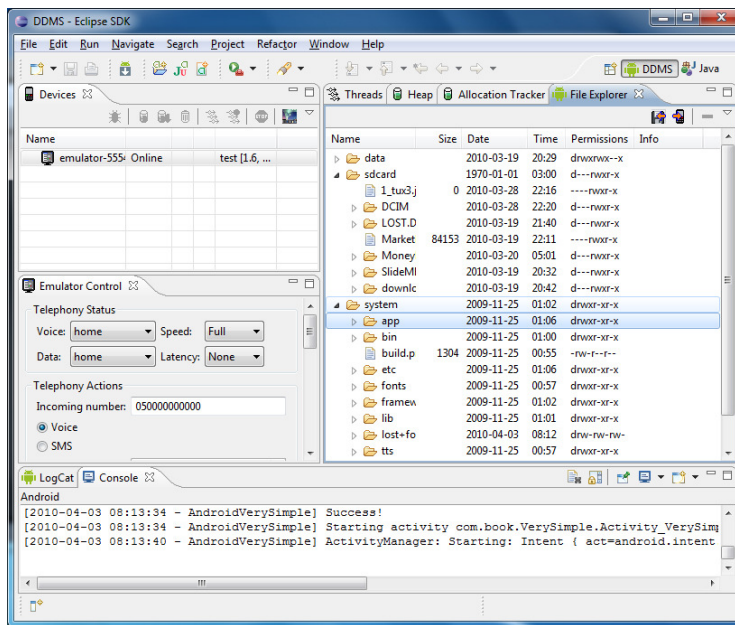 DDMS - Eclipse SDK
File Edit Run Navigate Search Project Refactor Window Help
DDMS Java
Devices
Name
emulator-5554 Online test [1.6, ...
Emulator Control
Telephony Status
Voice: home Speed: Full
Data: home Latency: None
Telephony Actions
Incoming number: 050000000000
Voice
SMS
Threads Heap Allocation Tracker File Explorer
Name Size Date Time Permissions Info
data 2010-03-19 20:29 drwxrwx--x
sdcard 1970-01-01 03:00 d---rwxr-x
1_tux3.j 0 2010-03-28 22:16 ----rwxr-x
DCIM 2010-03-28 22:20 d---rwxr-x
LOST.D 2010-03-19 21:40 d---rwxr-x
Market 84153 2010-03-19 22:11 ----rwxr-x
Money 2010-03-20 05:01 d---rwxr-x
SlideMI 2010-03-19 20:32 d---rwxr-x
downlc 2010-03-19 20:42 d---rwxr-x
system 2009-11-25 01:02 drwxr-xr-x
app 2009-11-25 01:06 drwxr-xr-x
bin 2009-11-25 01:00 drwxr-xr-x
build.p 1304 2009-11-25 00:55 -rw-r--r--
etc 2009-11-25 01:06 drwxr-xr-x
fonts 2009-11-25 00:57 drwxr-xr-x
framew 2009-11-25 01:02 drwxr-xr-x
lib 2009-11-25 01:01 drwxr-xr-x
lost+fo 2010-04-03 08:12 drw-rw-rw-
tts 2009-11-25 00:57 drwxr-xr-x
LogCat Console
Android
[2010-04-03 08:13:34 - AndroidVerySimple] Success!
[2010-04-03 08:13:34 - AndroidVerySimple] Starting activity com.book.VerySimple.Activity_VerySimp
[2010-04-03 08:13:40 - AndroidVerySimple] ActivityManager: Starting: Intent { act=android.intent